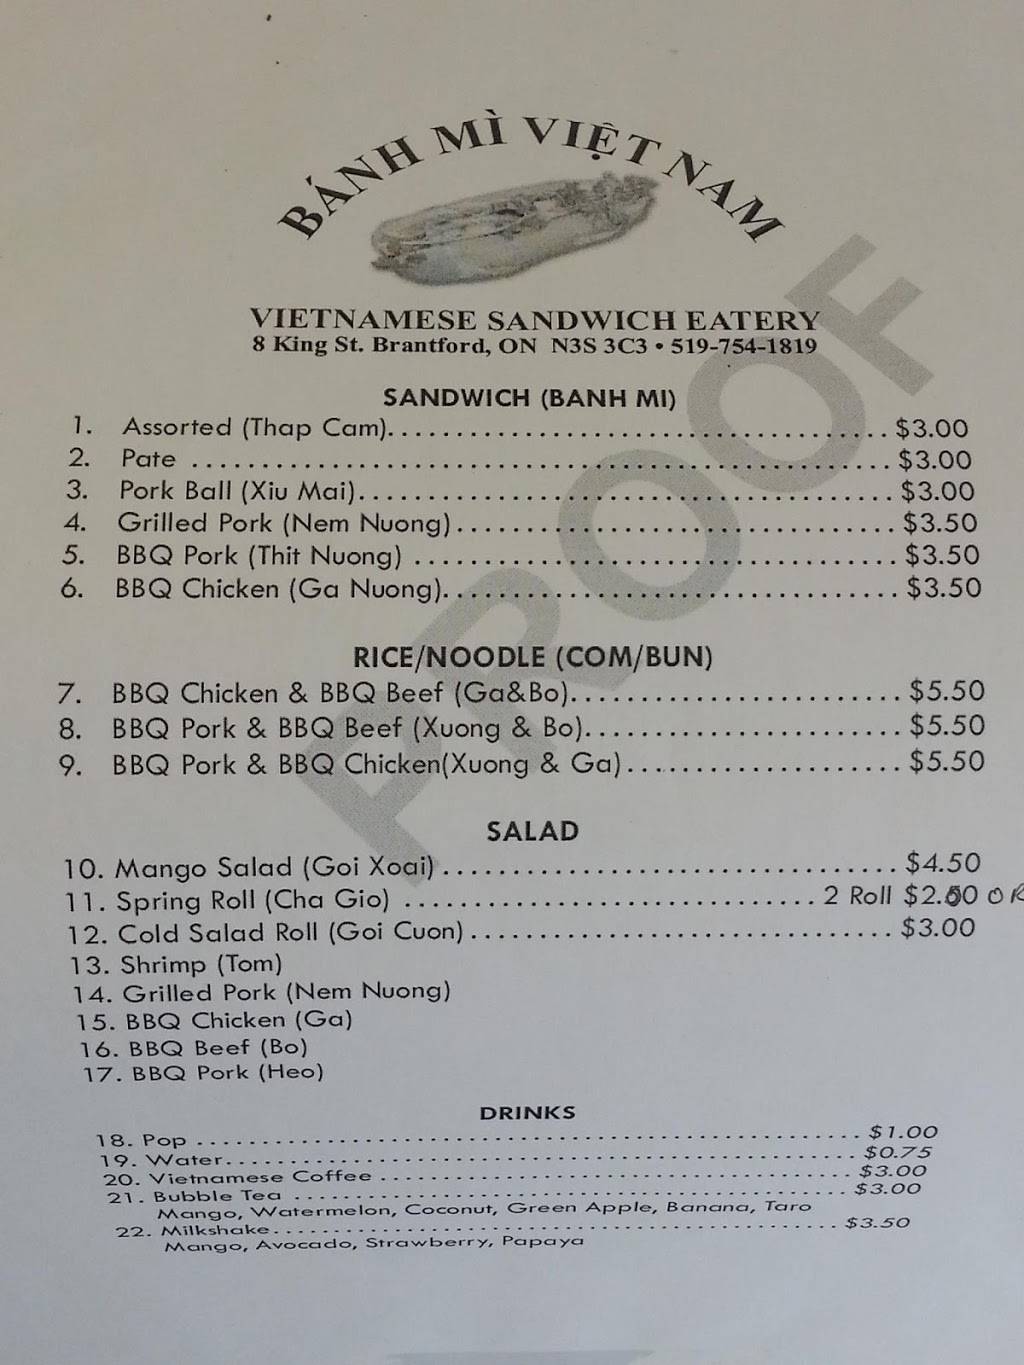 BÁNH MÌ VIỆT NAM
VIETNAMESE SANDWICH EATERY
8 King St. Brantford, ON N3S 3C3 • 519-754-1819
PROOF
SANDWICH (BANH MI)
1. Assorted (Thap Cam)........................................ $3.00
2. Pate ........................................................ $3.00
3. Pork Ball (Xiu Mai)........................................... $3.00
4. Grilled Pork (Nem Nuong)................................... $3.50
5. BBQ Pork (Thit Nuong) ...................................... $3.50
6. BBQ Chicken (Ga Nuong).................................... $3.50
RICE/NOODLE (COM/BUN)
7. BBQ Chicken & BBQ Beef (Ga&Bo).......................... $5.50
8. BBQ Pork & BBQ Beef (Xuong & Bo)......................... $5.50
9. BBQ Pork & BBQ Chicken(Xuong & Ga)...................... $5.50
SALAD
10. Mango Salad (Goi Xoai).................................... $4.50
11. Spring Roll (Cha Gio) ................................. 2 Roll $2.00 OR
12. Cold Salad Roll (Goi Cuon).................................. $3.00
13. Shrimp (Tom)
14. Grilled Pork (Nem Nuong)
15. BBQ Chicken (Ga)
16. BBQ Beef (Bo)
17. BBQ Pork (Heo)
DRINKS
18. Pop ........................................................ $1.00
19. Water...................................................... $0.75
20. Vietnamese Coffee ........................................ $3.00
21. Bubble Tea ................................................ $3.00
Mango, Watermelon, Coconut, Green Apple, Banana, Taro
22. Milkshake................................................. $3.50
Mango, Avocado, Strawberry, Papaya